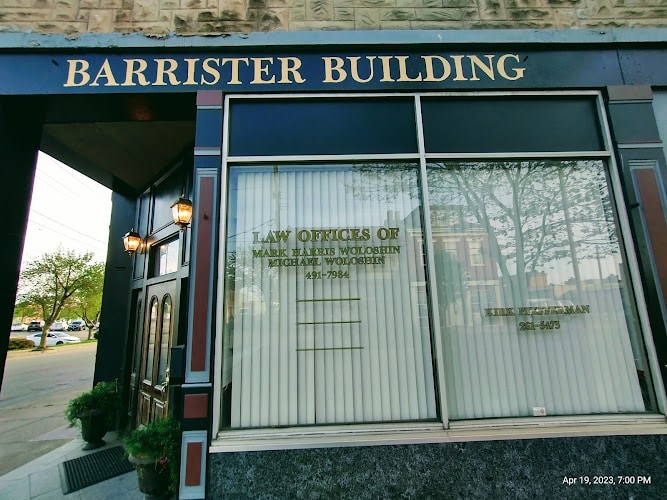 BARRISTER BUILDING
LAW OFFICES OF
MARK HARRIS WOLOSHIN
MICHAEL WOLOSHIN
491-7984
KIRK
261-5473
Apr 19, 2023, 7:00 PM